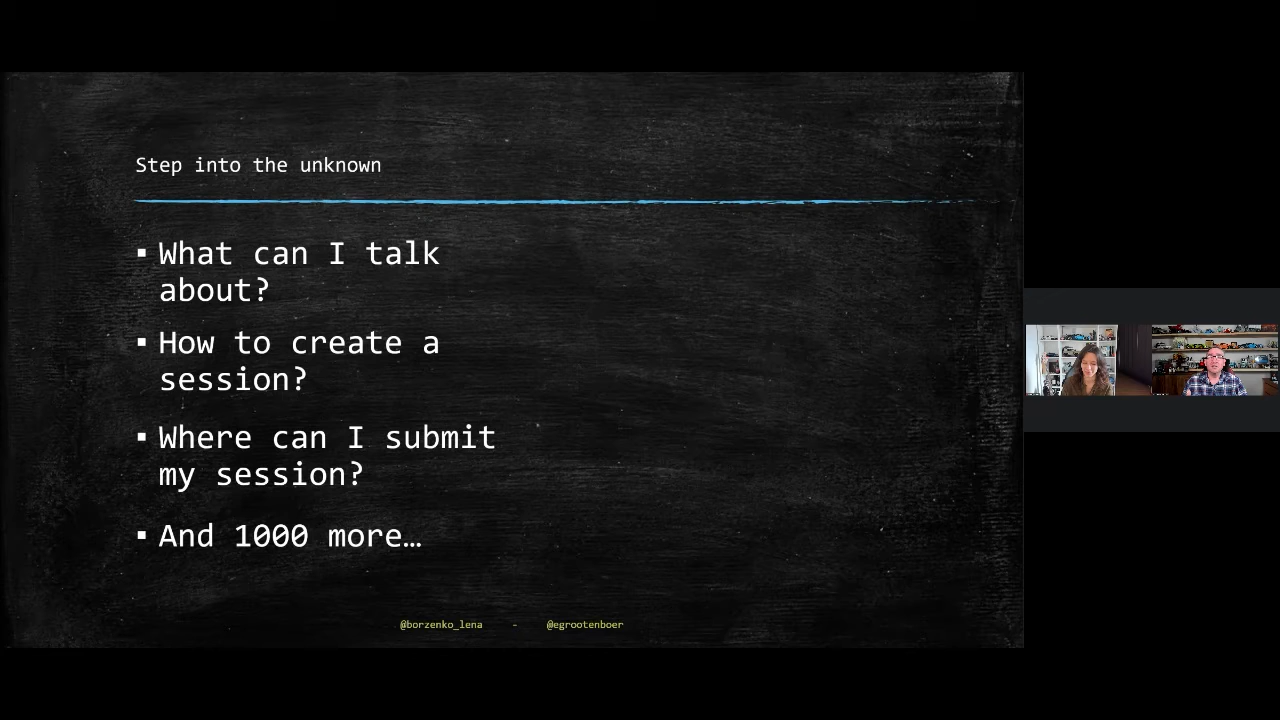 Step into the unknown
▪ What can I talk
about?
▪ How to create a
session?
▪ Where can I submit
my session?
▪ And 1000 more…
@borzenko_lena - @egrootenboer